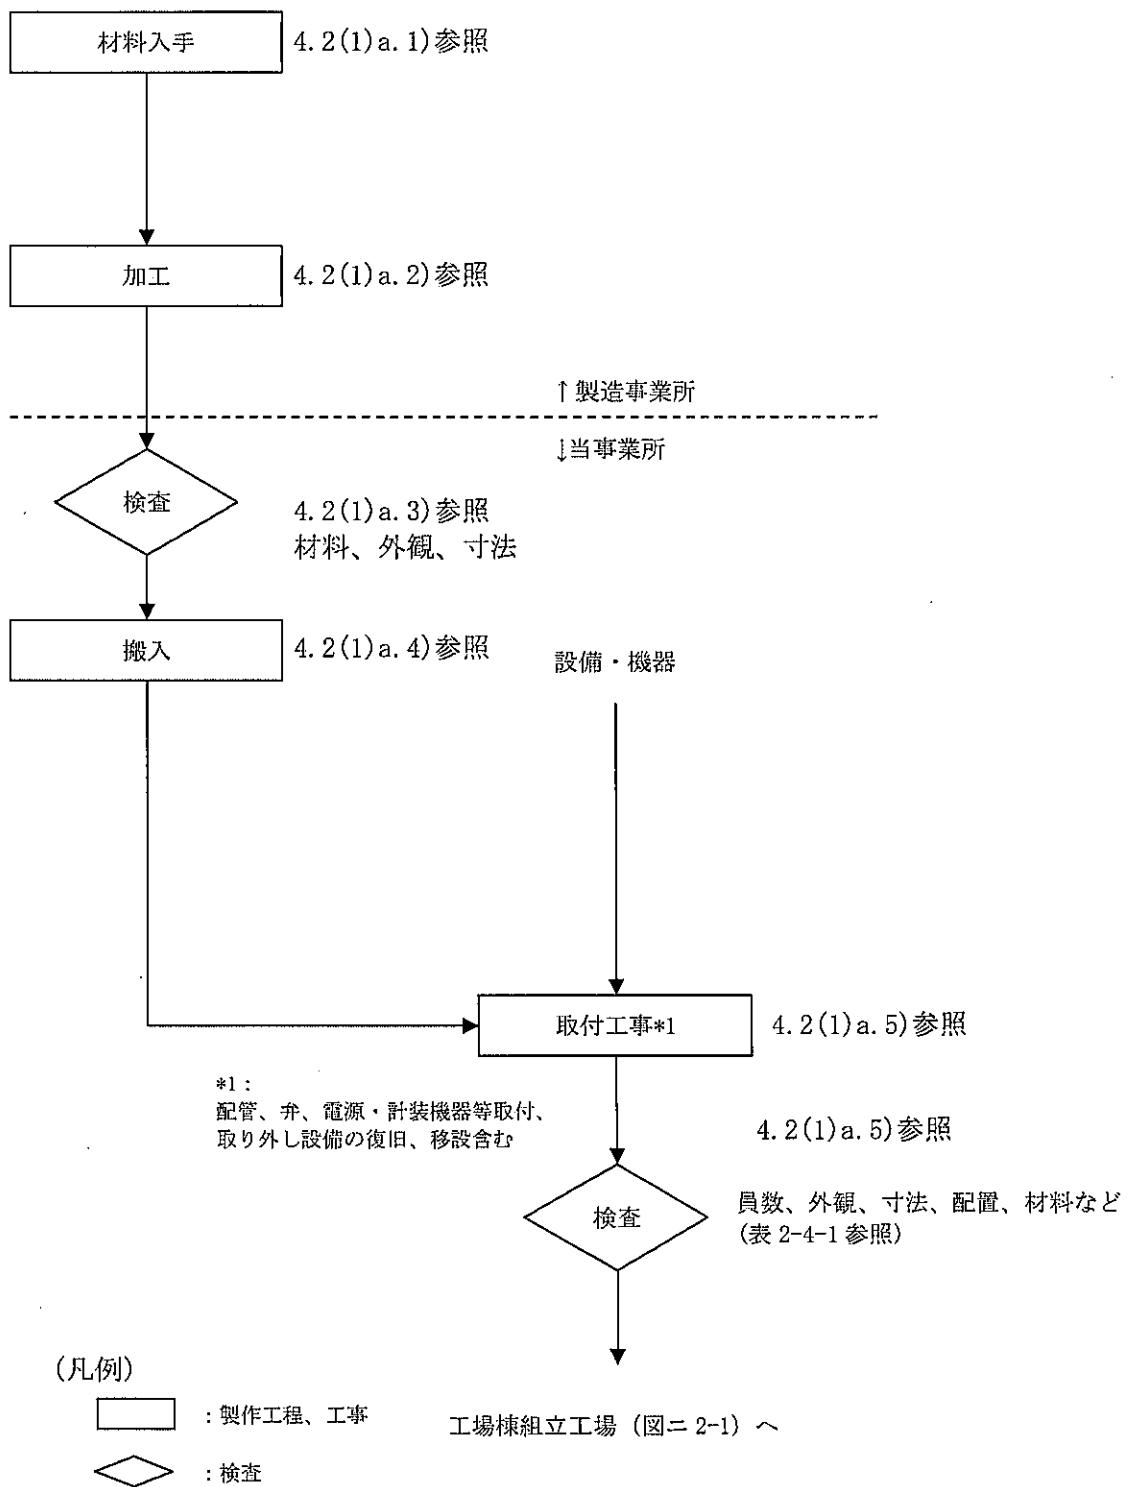 材料入手
4.2(1)a.1)参照
加工
4.2(1)a.2)参照
↑製造事業所
↓当事業所
検査
4.2(1)a.3)参照
材料、外観、寸法
搬入
4.2(1)a.4)参照
設備・機器
取付工事*1
4.2(1)a.5)参照
*1：
配管、弁、電源・計装機器等取付、
取り外し設備の復旧、移設含む
4.2(1)a.5)参照
検査
員数、外観、寸法、配置、材料など
(表 2-4-1 参照)
(凡例)
：製作工程、工事
：検査
工場棟組立工場（図ニ 2-1）へ